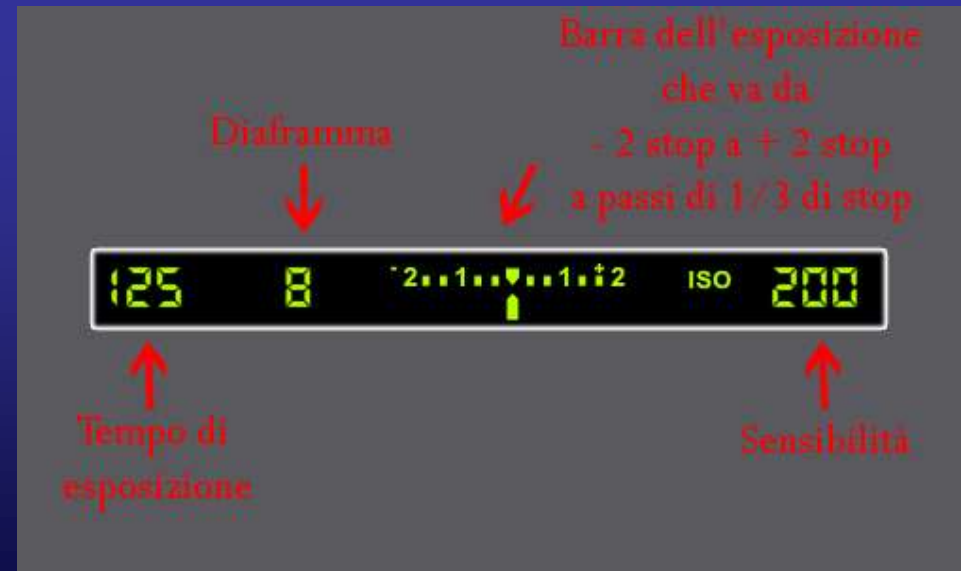 Barra dell'esposizione
che va da
- 2 stop a + 2 stop
a passi di 1/3 di stop
Diaframma
125 8 -2..1..▼..1..+2 ISO 200
Tempo di
esposizione
Sensibilità